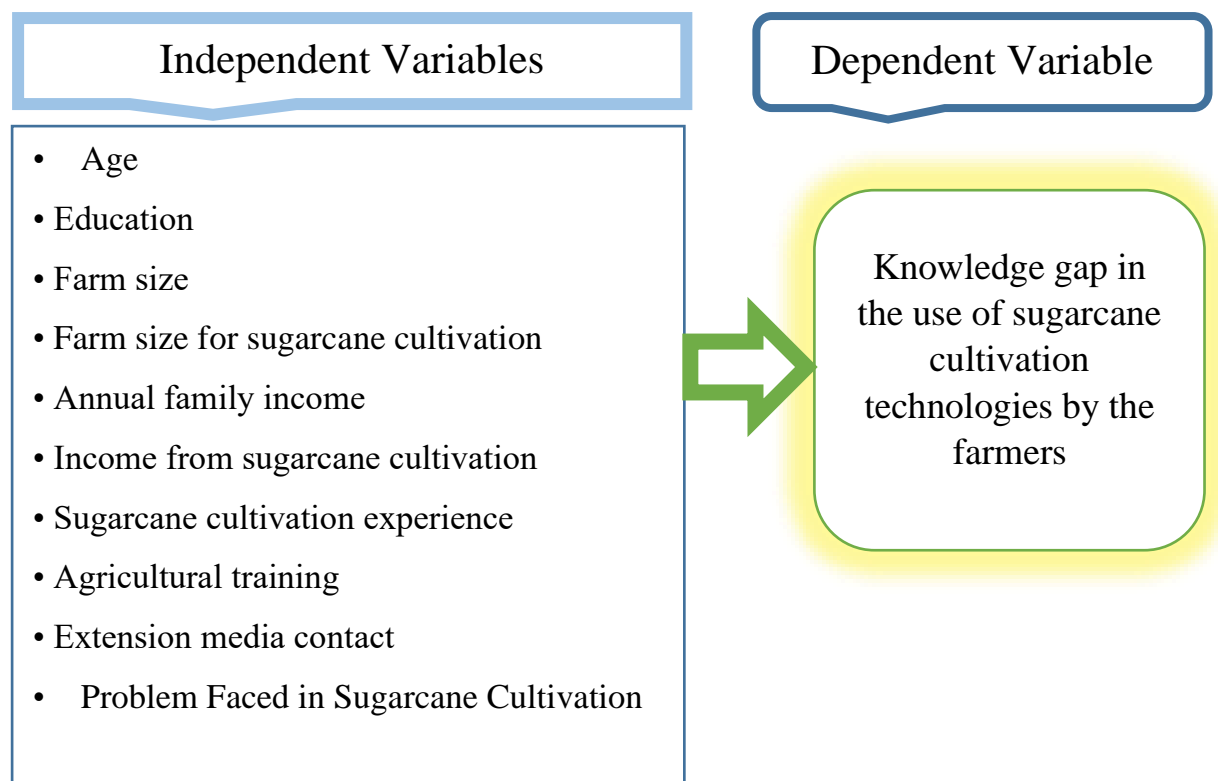 Independent Variables
Dependent Variable
• Age
• Education
• Farm size
• Farm size for sugarcane cultivation
• Annual family income
• Income from sugarcane cultivation
• Sugarcane cultivation experience
• Agricultural training
• Extension media contact
• Problem Faced in Sugarcane Cultivation
Knowledge gap in
the use of sugarcane
cultivation
technologies by the
farmers